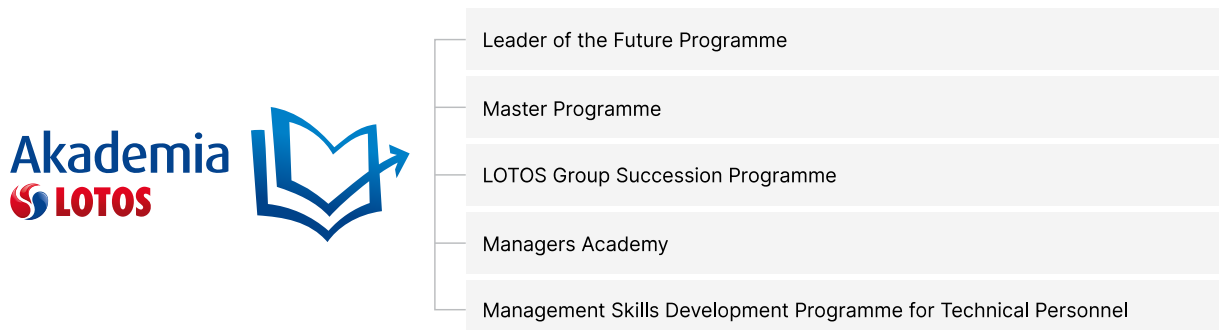 Akademia
LOTOS
Leader of the Future Programme
Master Programme
LOTOS Group Succession Programme
Managers Academy
Management Skills Development Programme for Technical Personnel